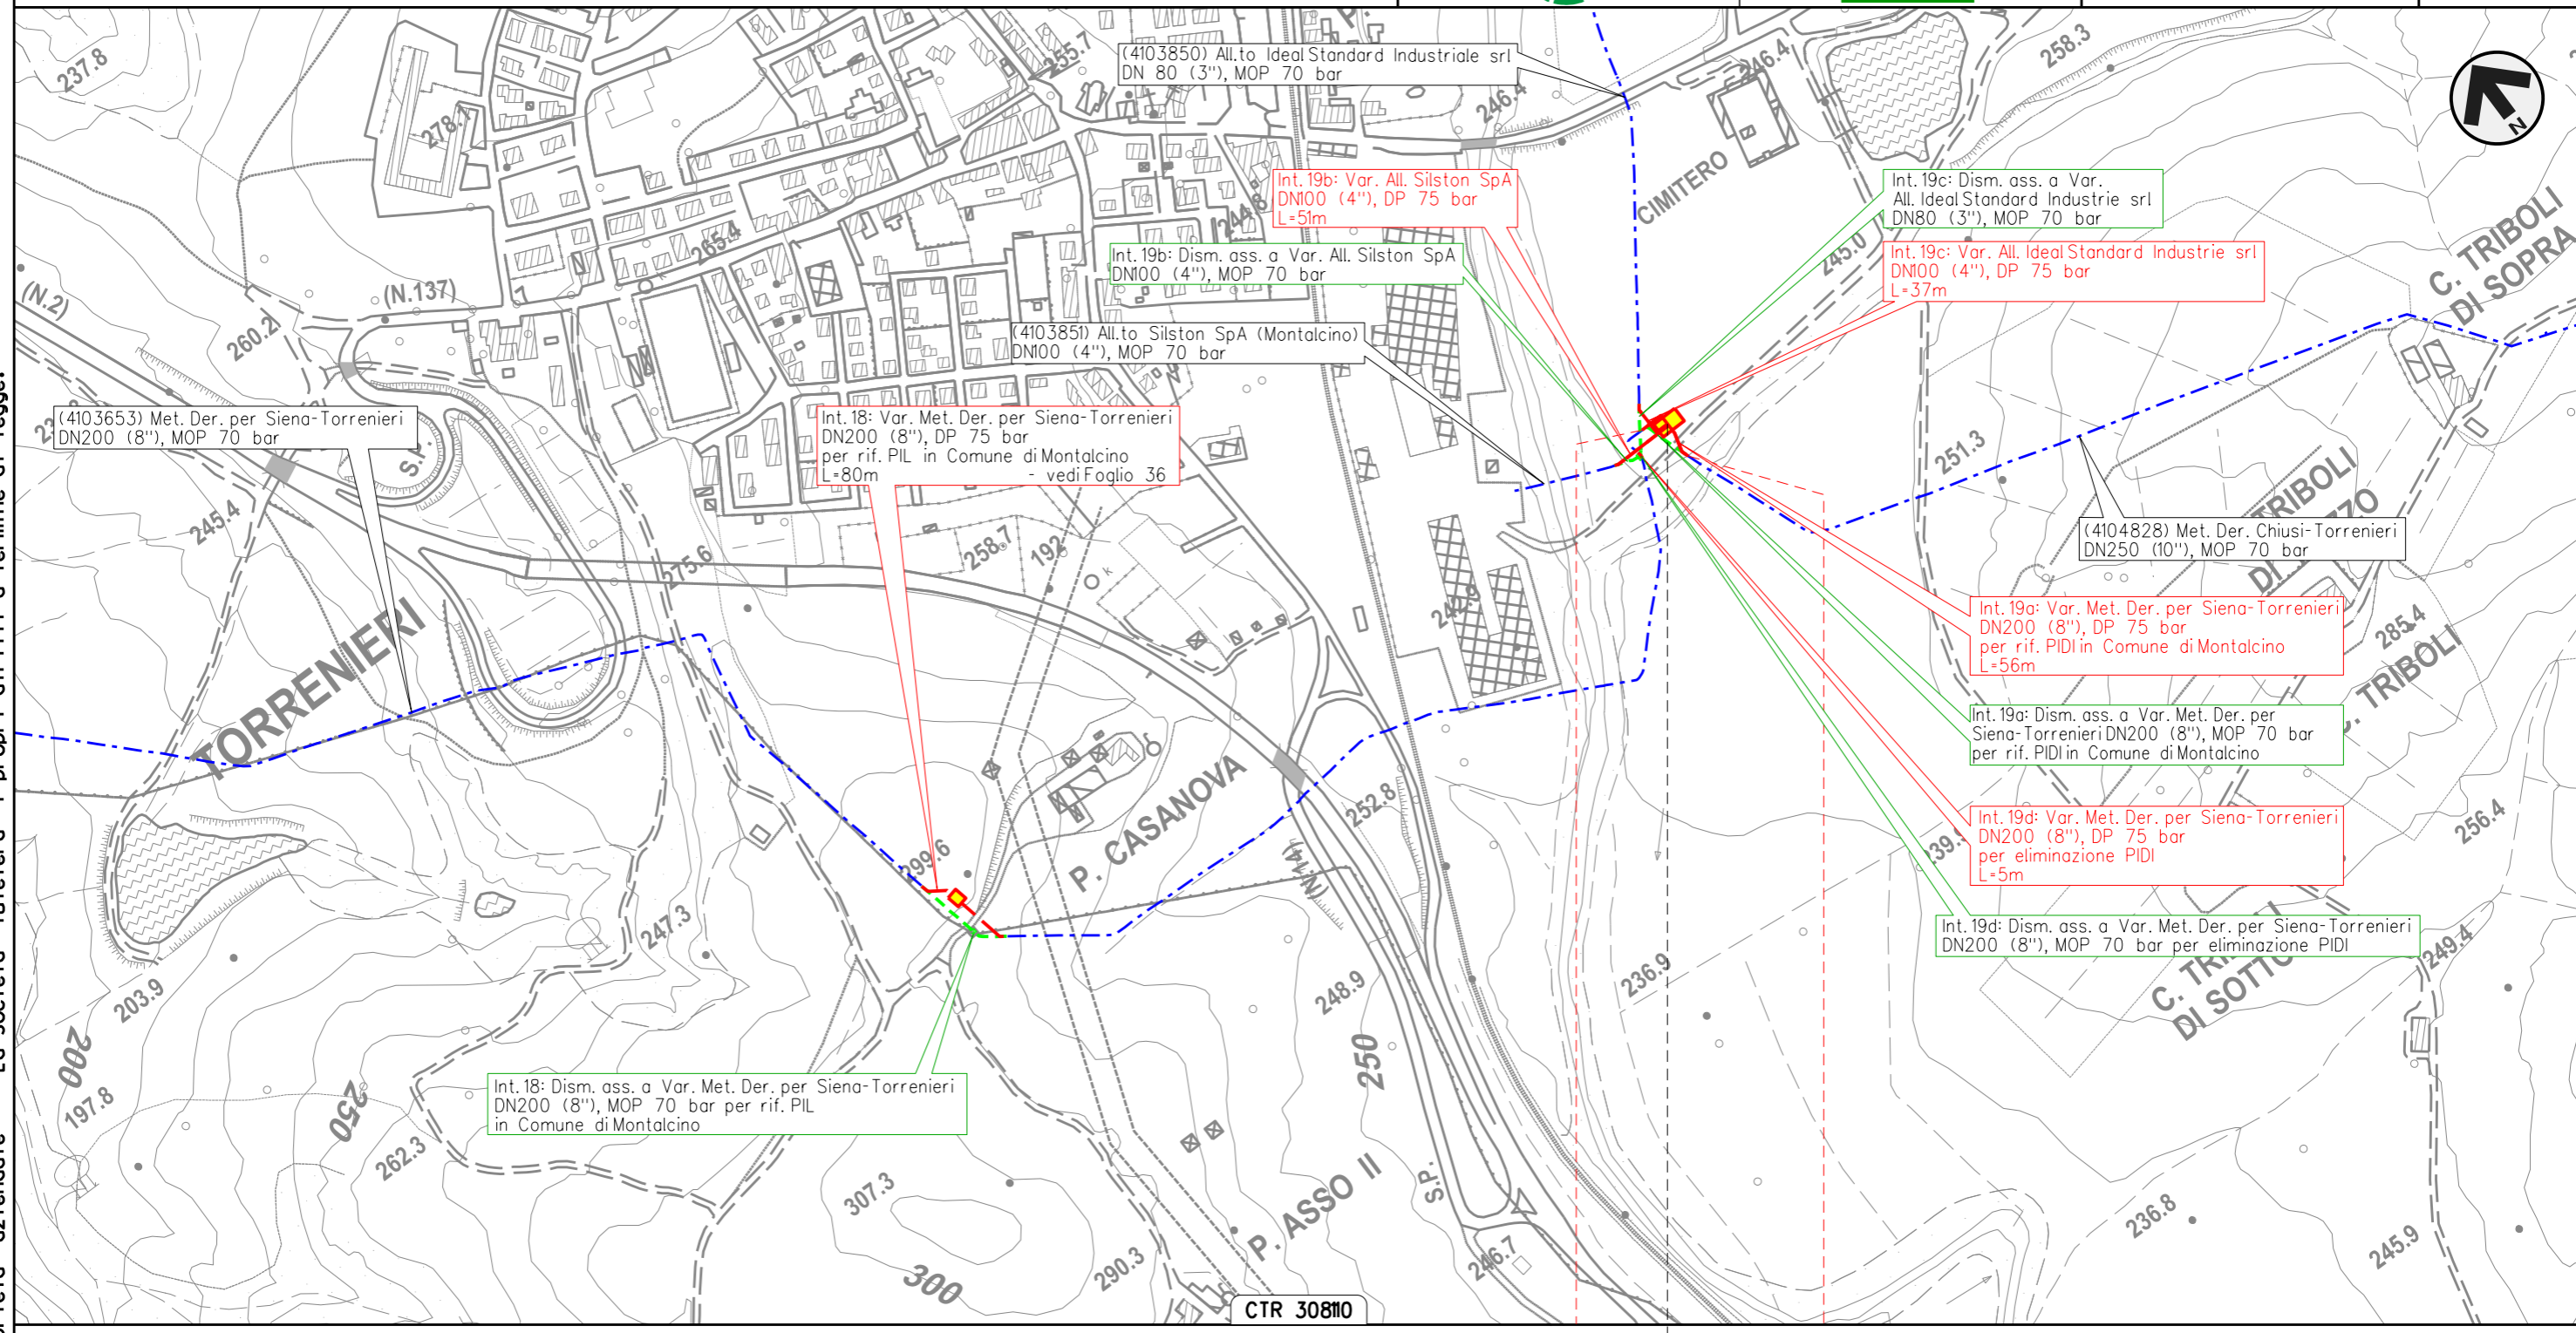 (4103850) All.to Ideal Standard Industriale srl
DN 80 (3"), MOP 70 bar
237.8
278.1
255.7
246.4
246.4
258.3
N
CIMITERO
Int. 19b: Var. All. Silston SpA
DN100 (4"), DP 75 bar
L=51m
244.8
Int. 19c: Dism. ass. a Var.
All. Ideal Standard Industrie srl
DN80 (3"), MOP 70 bar
Int. 19b: Dism. ass. a Var. All. Silston SpA
DN100 (4"), MOP 70 bar
245.0
Int. 19c: Var. All. Ideal Standard Industrie srl
DN100 (4"), DP 75 bar
L=37m
C. TRIBOLI
DI SOPRA
265.4
(N.2)
(N.137)
260.2
(4103851) All.to Silston SpA (Montalcino)
DN100 (4"), MOP 70 bar
(4103653) Met. Der. per Siena-Torrenieri
DN200 (8"), MOP 70 bar
S.P.
Int. 18: Var. Met. Der. per Siena-Torrenieri
DN200 (8"), DP 75 bar
per rif. PIL in Comune di Montalcino
L=80m - vedi Foglio 36
251.3
245.4
275.6
258.7
192
k
TRIBOLI
(4104828) Met. Der. Chiusi-Torrenieri
DN250 (10"), MOP 70 bar
TORRENIERI
Int. 19a: Var. Met. Der. per Siena-Torrenieri
DN200 (8"), DP 75 bar
per rif. PIDI in Comune di Montalcino
L=56m
285.4
C. TRIBOLI
Int. 19a: Dism. ass. a Var. Met. Der. per
Siena-Torrenieri DN200 (8"), MOP 70 bar
per rif. PIDI in Comune di Montalcino
P. CASANOVA
252.8
299.6
(N.144)
Int. 19d: Var. Met. Der. per Siena-Torrenieri
DN200 (8"), DP 75 bar
per eliminazione PIDI
L=5m
256.4
247.3
Int. 19d: Dism. ass. a Var. Met. Der. per Siena-Torrenieri
DN200 (8"), MOP 70 bar per eliminazione PIDI
249.4
236.9
248.9
203.9
C.
DI SOTTO
200
250
197.8
250
262.3
Int. 18: Dism. ass. a Var. Met. Der. per Siena-Torrenieri
DN200 (8"), MOP 70 bar per rif. PIL
in Comune di Montalcino
307.3
P. ASSO II
S.P.
236.8
246.7
245.9
290.3
300
CTR 308110